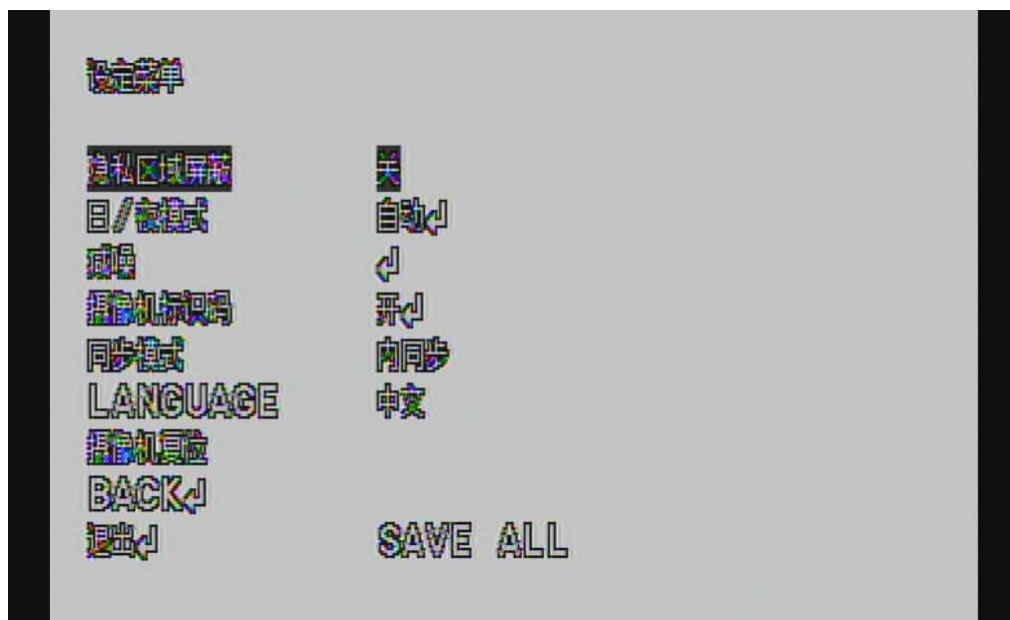 设定菜单
隐私区域屏蔽 关
日/夜模式 自动↲
减噪 ↲
摄像机标识码 开↲
同步模式 内同步
LANGUAGE 中文
摄像机复位
BACK↲
退出↲ SAVE ALL